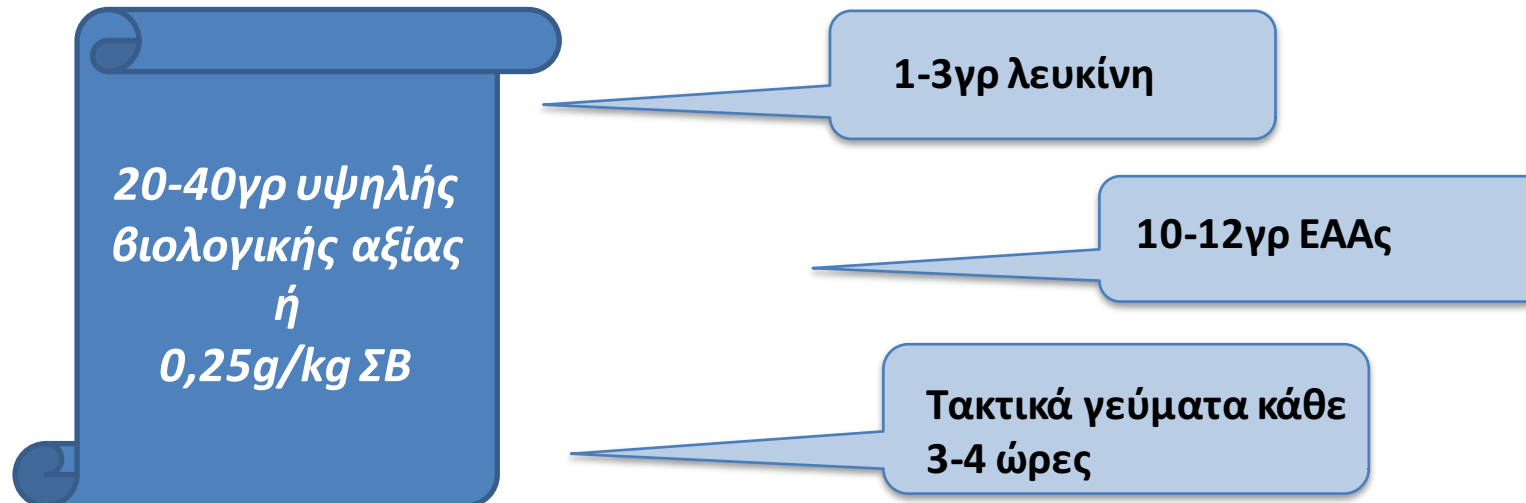 20-40γρ υψηλής
βιολογικής αξίας
ή
0,25g/kg ΣΒ
1-3γρ λευκίνη
10-12γρ ΕΑΑς
Τακτικά γεύματα κάθε
3-4 ώρες